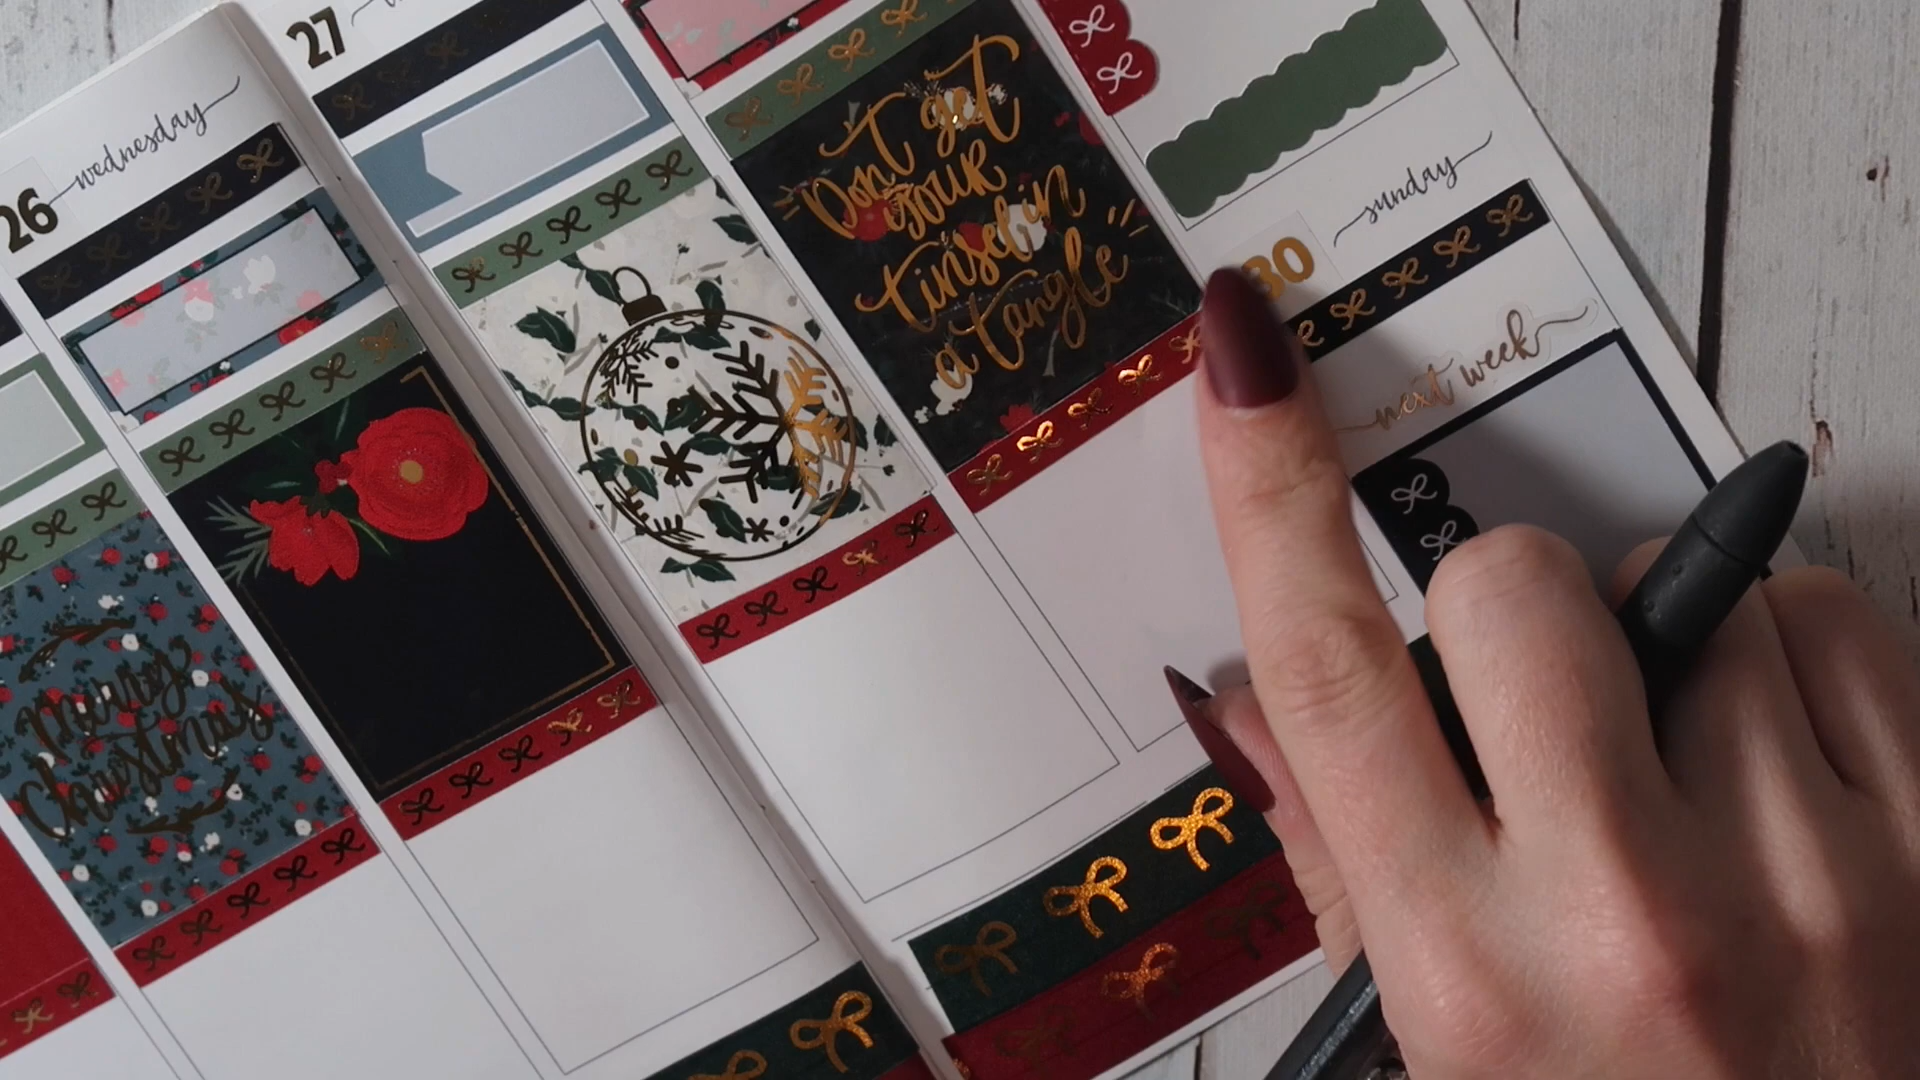 26
wednesday
merry
christmas
27
Don't get
your
tinsel in
a tangle
30
sunday
next week